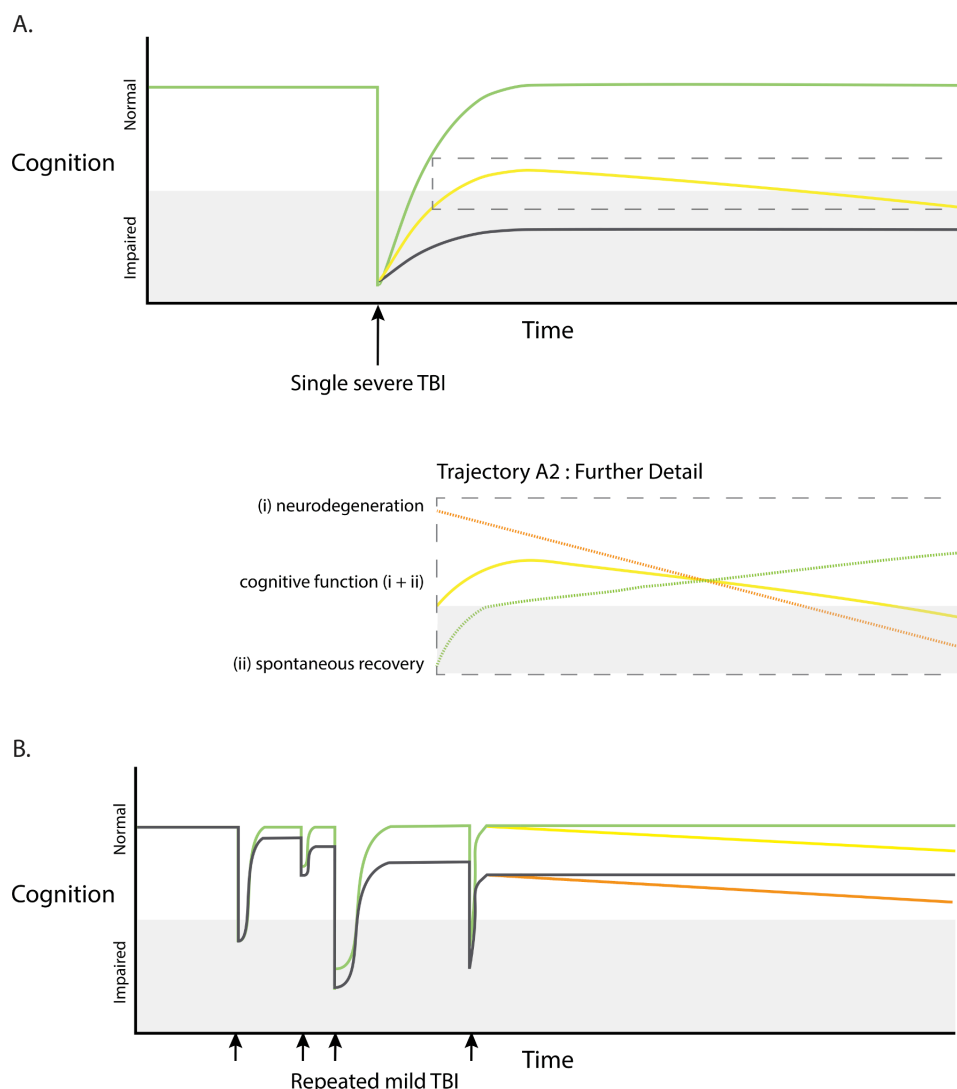 A.
Normal
Cognition
Impaired
Time
Single severe TBI
Trajectory A2 : Further Detail
(i) neurodegeneration
cognitive function (i + ii)
(ii) spontaneous recovery
B.
Normal
Cognition
Impaired
Time
Repeated mild TBI